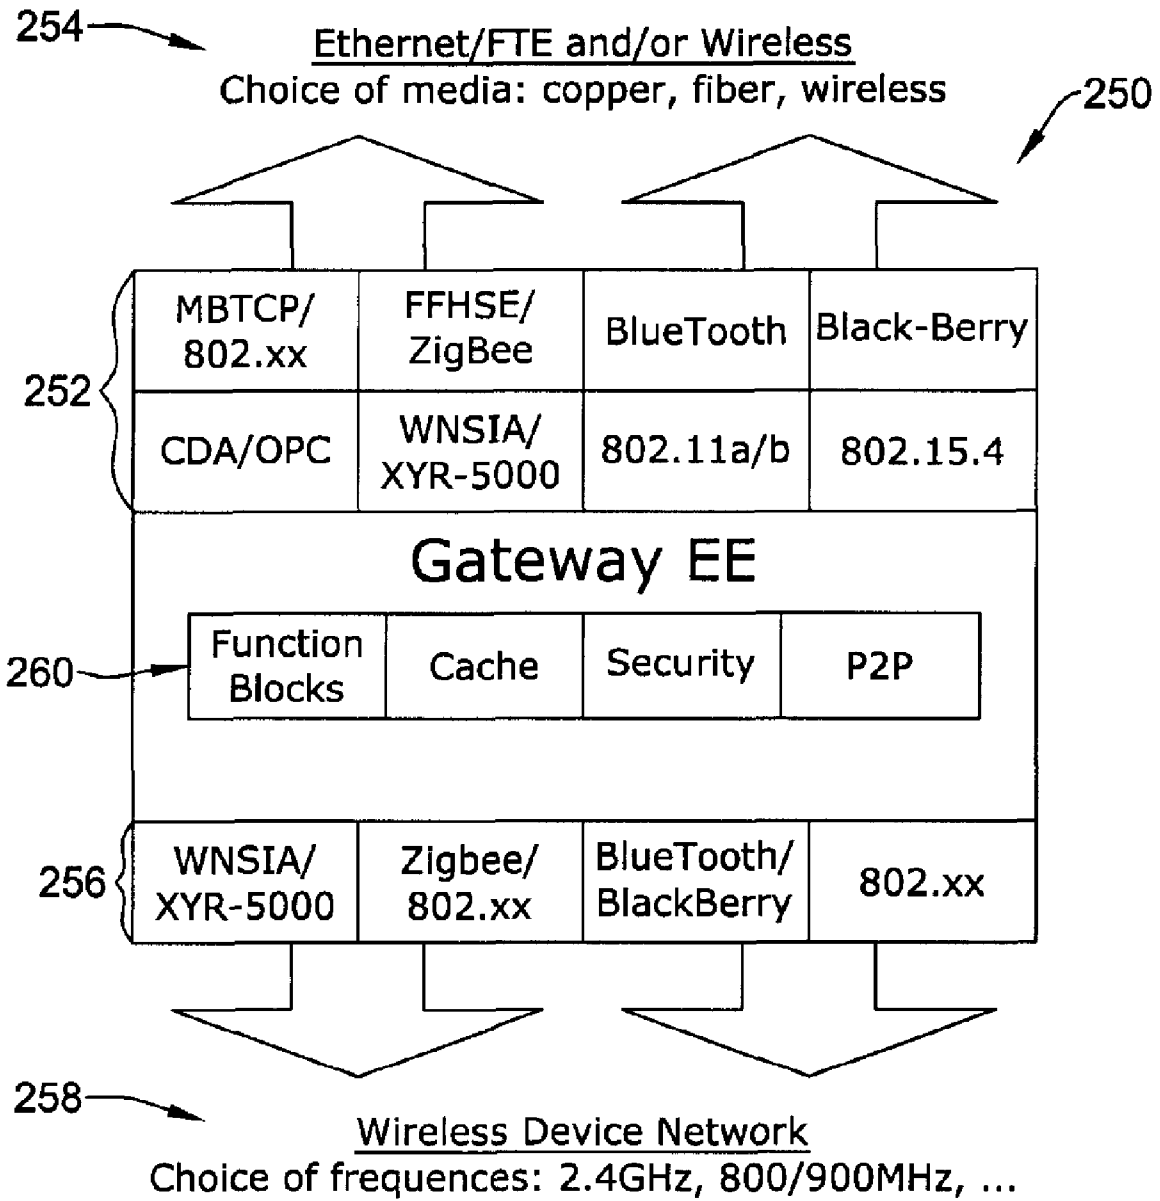 254
Ethernet/FTE and/or Wireless
Choice of media: copper, fiber, wireless
250
MBTCP/
802.xx
FFHSE/
ZigBee
BlueTooth
Black-Berry
252
CDA/OPC
WNSIA/
XYR-5000
802.11a/b
802.15.4
Gateway EE
260
Function
Blocks
Cache
Security
P2P
256
WNSIA/
XYR-5000
Zigbee/
802.xx
BlueTooth/
BlackBerry
802.xx
258
Wireless Device Network
Choice of frequences: 2.4GHz, 800/900MHz, ...